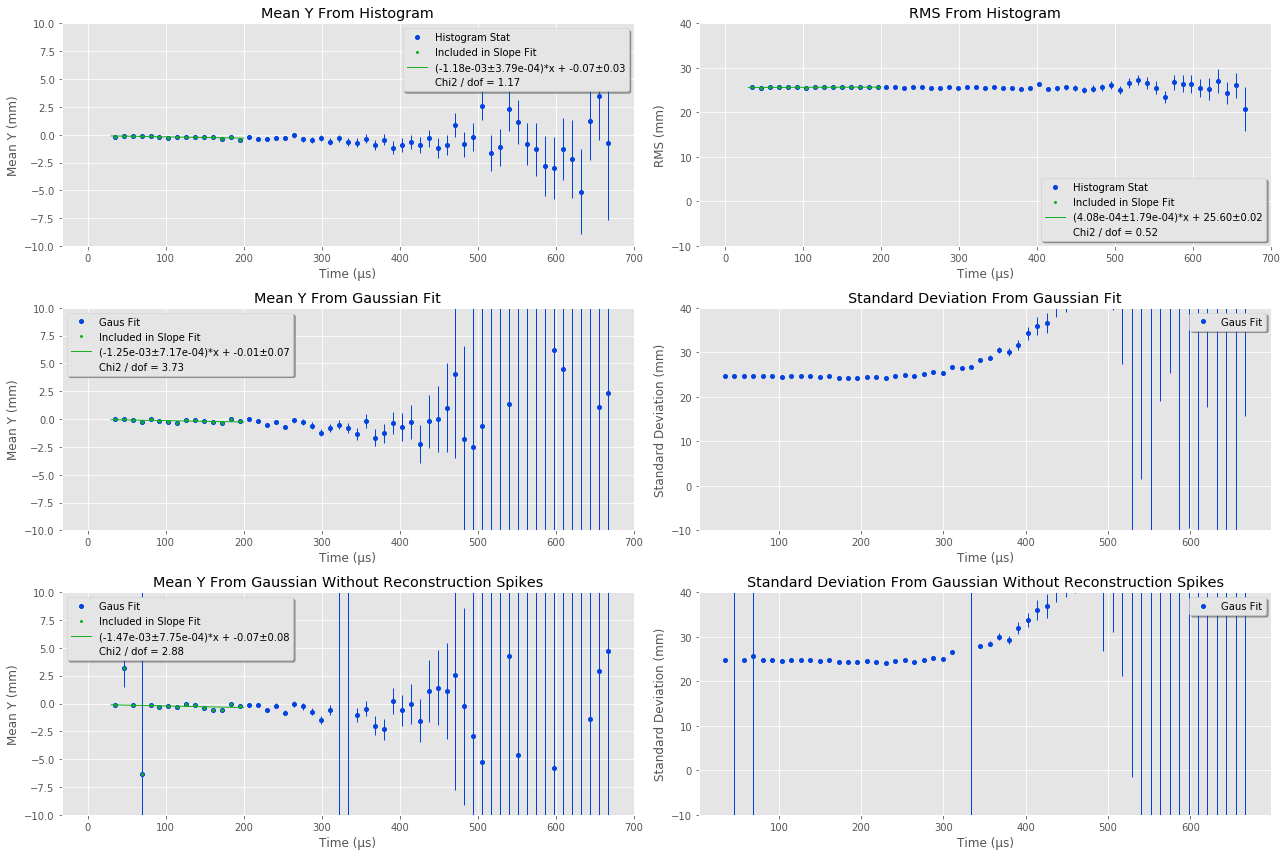 Mean Y From Histogram
10.0
7.5
5.0
2.5
0.0
−2.5
−5.0
−7.5
−10.0
Mean Y (mm)
Histogram Stat
Included in Slope Fit
(-1.18e-03±3.79e-04)*x + -0.07±0.03
Chi2 / dof = 1.17
0 100 200 300 400 500 600 700
Time (µs)
RMS From Histogram
40
30
20
10
0
−10
RMS (mm)
Histogram Stat
Included in Slope Fit
(4.08e-04±1.79e-04)*x + 25.60±0.02
Chi2 / dof = 0.52
0 100 200 300 400 500 600 700
Time (µs)
Mean Y From Gaussian Fit
10.0
7.5
5.0
2.5
0.0
−2.5
−5.0
−7.5
−10.0
Mean Y (mm)
Gaus Fit
Included in Slope Fit
(-1.25e-03±7.17e-04)*x + -0.01±0.07
Chi2 / dof = 3.73
0 100 200 300 400 500 600 700
Time (µs)
Standard Deviation From Gaussian Fit
40
30
20
10
0
−10
Standard Deviation (mm)
Gaus Fit
100 200 300 400 500 600
Time (µs)
Mean Y From Gaussian Without Reconstruction Spikes
10.0
7.5
5.0
2.5
0.0
−2.5
−5.0
−7.5
−10.0
Mean Y (mm)
Gaus Fit
Included in Slope Fit
(-1.47e-03±7.75e-04)*x + -0.07±0.08
Chi2 / dof = 2.88
0 100 200 300 400 500 600 700
Time (µs)
Standard Deviation From Gaussian Without Reconstruction Spikes
40
30
20
10
0
−10
Standard Deviation (mm)
Gaus Fit
100 200 300 400 500 600
Time (µs)